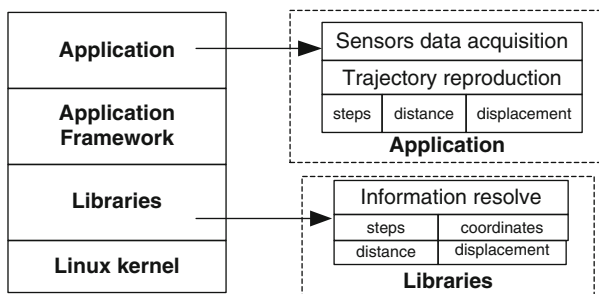 Application
Application
Framework
Libraries
Linux kernel
Sensors data acquisition
Trajectory reproduction
steps distance displacement
Application
Information resolve
steps coordinates
distance displacement
Libraries